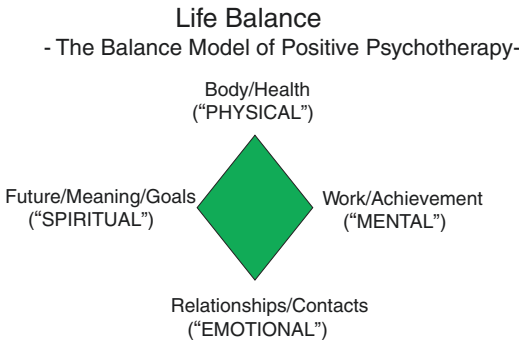 Life Balance
- The Balance Model of Positive Psychotherapy-
Body/Health
(“PHYSICAL”)
Future/Meaning/Goals
(“SPIRITUAL”)
Work/Achievement
(“MENTAL”)
Relationships/Contacts
(“EMOTIONAL”)